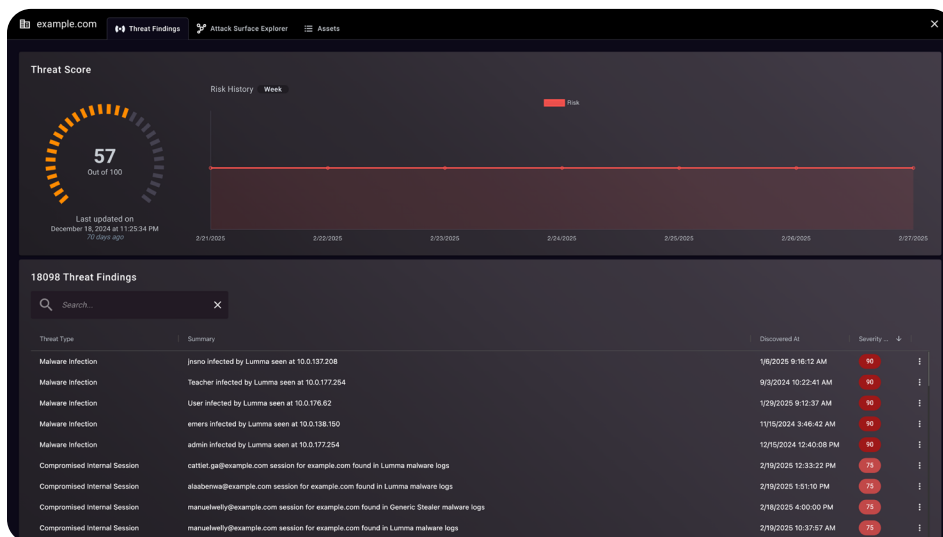 example.com
Threat Findings
Attack Surface Explorer
Assets
Threat Score
Risk History Week
Risk
57
Out of 100
Last updated on
December 18, 2024 at 11:25:34 PM
70 days ago
2/21/2025 2/22/2025 2/23/2025 2/24/2025 2/25/2025 2/26/2025 2/27/2025
18098 Threat Findings
Search...
Threat Type Summary Discovered At Severity ...
Malware Infection jnsno infected by Lumma seen at 10.0.137.208 1/6/2025 9:16:12 AM 90
Malware Infection Teacher infected by Lumma seen at 10.0.177.254 9/3/2024 10:22:41 AM 90
Malware Infection User infected by Lumma seen at 10.0.176.62 1/29/2025 9:12:37 AM 90
Malware Infection emers infected by Lumma seen at 10.0.138.150 11/15/2024 3:46:42 AM 90
Malware Infection admin infected by Lumma seen at 10.0.177.254 12/15/2024 12:40:08 PM 90
Compromised Internal Session cattiet.ga@example.com session for example.com found in Lumma malware logs 2/19/2025 12:33:22 PM 75
Compromised Internal Session alaabenwa@example.com session for example.com found in Lumma malware logs 2/19/2025 1:51:10 PM 75
Compromised Internal Session manuelwelly@example.com session for example.com found in Generic Stealer malware logs 2/18/2025 4:00:00 PM 75
Compromised Internal Session manuelwelly@example.com session for example.com found in Lumma malware logs 2/19/2025 10:37:57 AM 75